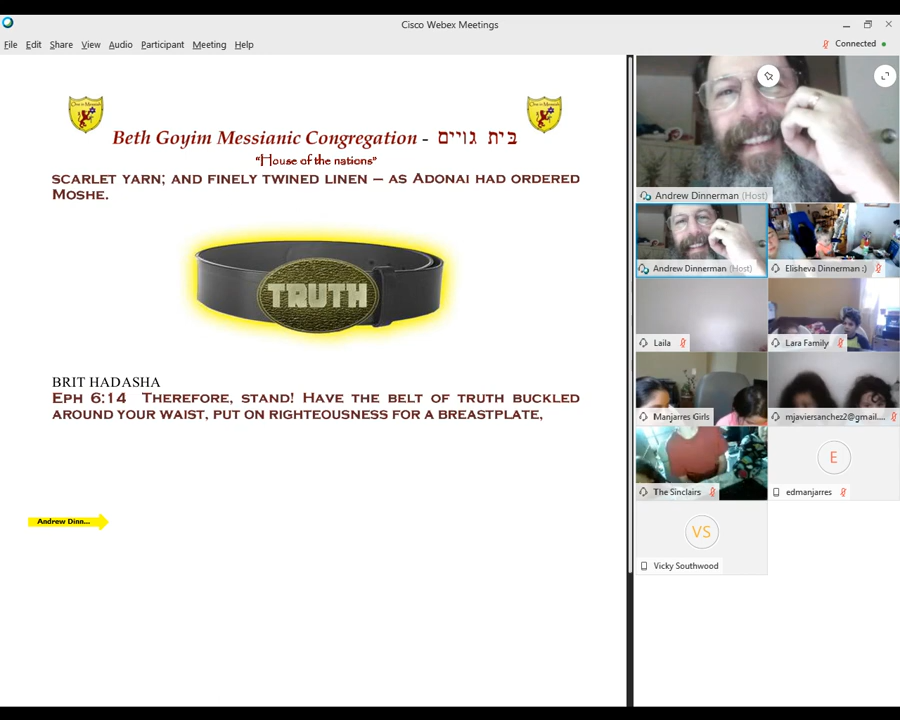 Cisco Webex Meetings
File Edit Share View Audio Participant Meeting Help
Connected
Beth Goyim Messianic Congregation - בית גויים
“House of the nations”
SCARLET YARN; AND FINELY TWINED LINEN – AS ADONAI HAD ORDERED
MOSHE.
TRUTH
BRIT HADASHA
EPH 6:14 THEREFORE, STAND! HAVE THE BELT OF TRUTH BUCKLED
AROUND YOUR WAIST, PUT ON RIGHTEOUSNESS FOR A BREASTPLATE,
Andrew Dinn...
Andrew Dinnerman (Host)
Andrew Dinnerman (Host)
Elisheva Dinnerman :)
Laila
Lara Family
Manjarres Girls
mjaviersanchez2@gmail....
The Sinclairs
E
edmanjarres
VS
Vicky Southwood